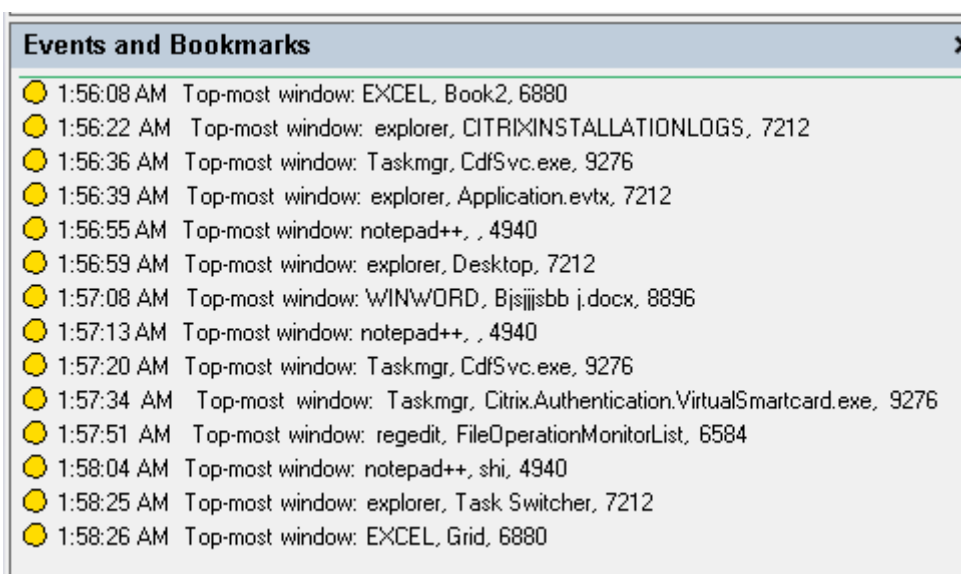 Events and Bookmarks
1:56:08 AM Top-most window: EXCEL, Book2, 6880
1:56:22 AM Top-most window: explorer, CITRIXINSTALLATIONLOGS, 7212
1:56:36 AM Top-most window: Taskmgr, CdfSvc.exe, 9276
1:56:39 AM Top-most window: explorer, Application.evtx, 7212
1:56:55 AM Top-most window: notepad++, , 4940
1:56:59 AM Top-most window: explorer, Desktop, 7212
1:57:08 AM Top-most window: WINWORD, Bjsjjjsbb j.docx, 8896
1:57:13 AM Top-most window: notepad++, , 4940
1:57:20 AM Top-most window: Taskmgr, CdfSvc.exe, 9276
1:57:34 AM Top-most window: Taskmgr, Citrix.Authentication.VirtualSmartcard.exe, 9276
1:57:51 AM Top-most window: regedit, FileOperationMonitorList, 6584
1:58:04 AM Top-most window: notepad++, shi, 4940
1:58:25 AM Top-most window: explorer, Task Switcher, 7212
1:58:26 AM Top-most window: EXCEL, Grid, 6880